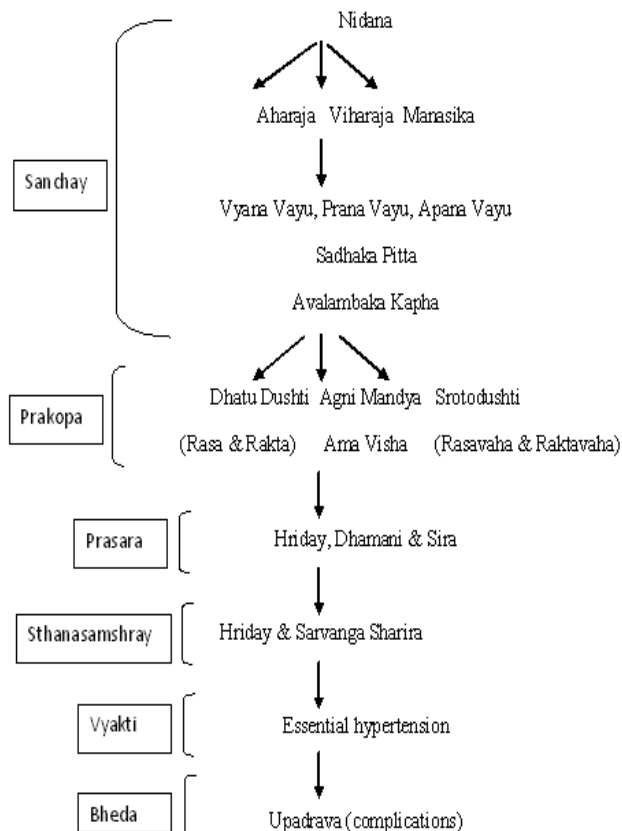 Nidana
Aharaja Viharaja Manasika
Sanchay
Vyana Vayu, Prana Vayu, Apana Vayu
Sadhaka Pitta
Avalambaka Kapha
Dhatu Dushti Agni Mandya Srotodushti
Prakopa
(Rasa & Rakta) Ama Visha (Rasavaha & Raktavaha)
Prasara
Hriday, Dhamani & Sira
Sthanasamshray
Hriday & Sarvanga Sharira
Vyakti
Essential hypertension
Bheda
Upadrava (complications)